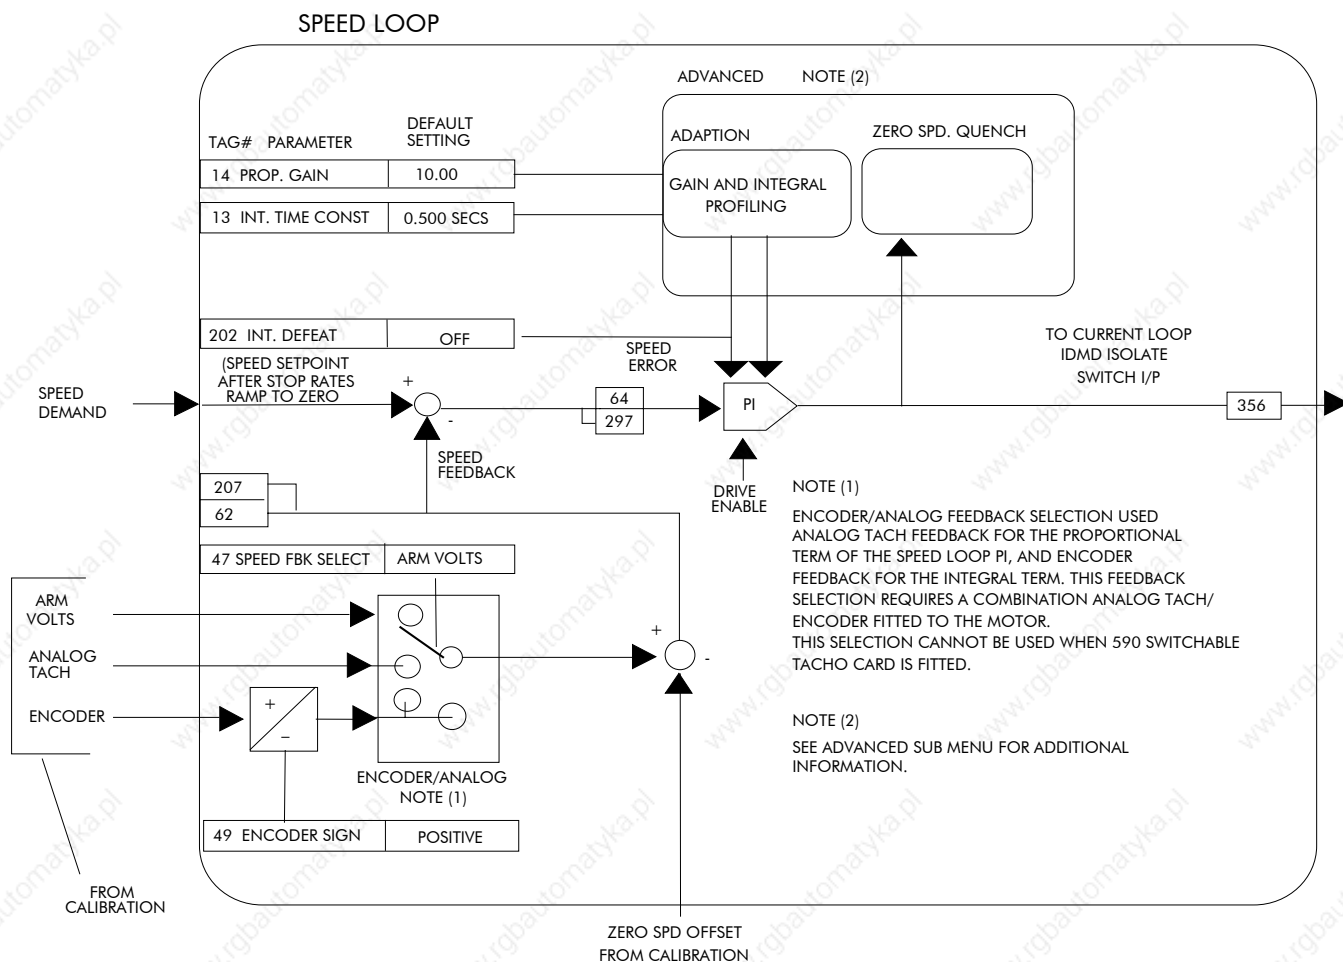 SPEED LOOP
ADVANCED NOTE (2)
TAG# PARAMETER
DEFAULT
SETTING
ADAPTION
ZERO SPD. QUENCH
14 PROP. GAIN 10.00
GAIN AND INTEGRAL
PROFILING
13 INT. TIME CONST 0.500 SECS
202 INT. DEFEAT OFF
SPEED
ERROR
TO CURRENT LOOP
IDMD ISOLATE
SWITCH I/P
(SPEED SETPOINT
AFTER STOP RATES
RAMP TO ZERO
SPEED
DEMAND
+
-
64
297
PI
356
SPEED
FEEDBACK
DRIVE
ENABLE
207
62
NOTE (1)
ENCODER/ANALOG FEEDBACK SELECTION USED
ANALOG TACH FEEDBACK FOR THE PROPORTIONAL
TERM OF THE SPEED LOOP PI, AND ENCODER
FEEDBACK FOR THE INTEGRAL TERM. THIS FEEDBACK
SELECTION REQUIRES A COMBINATION ANALOG TACH/
ENCODER FITTED TO THE MOTOR.
THIS SELECTION CANNOT BE USED WHEN 590 SWITCHABLE
TACHO CARD IS FITTED.
47 SPEED FBK SELECT ARM VOLTS
ARM
VOLTS
ANALOG
TACH
ENCODER
+
-
+
-
NOTE (2)
SEE ADVANCED SUB MENU FOR ADDITIONAL
INFORMATION.
ENCODER/ANALOG
NOTE (1)
49 ENCODER SIGN POSITIVE
FROM
CALIBRATION
ZERO SPD OFFSET
FROM CALIBRATION
www.rgbautomatyka.pl